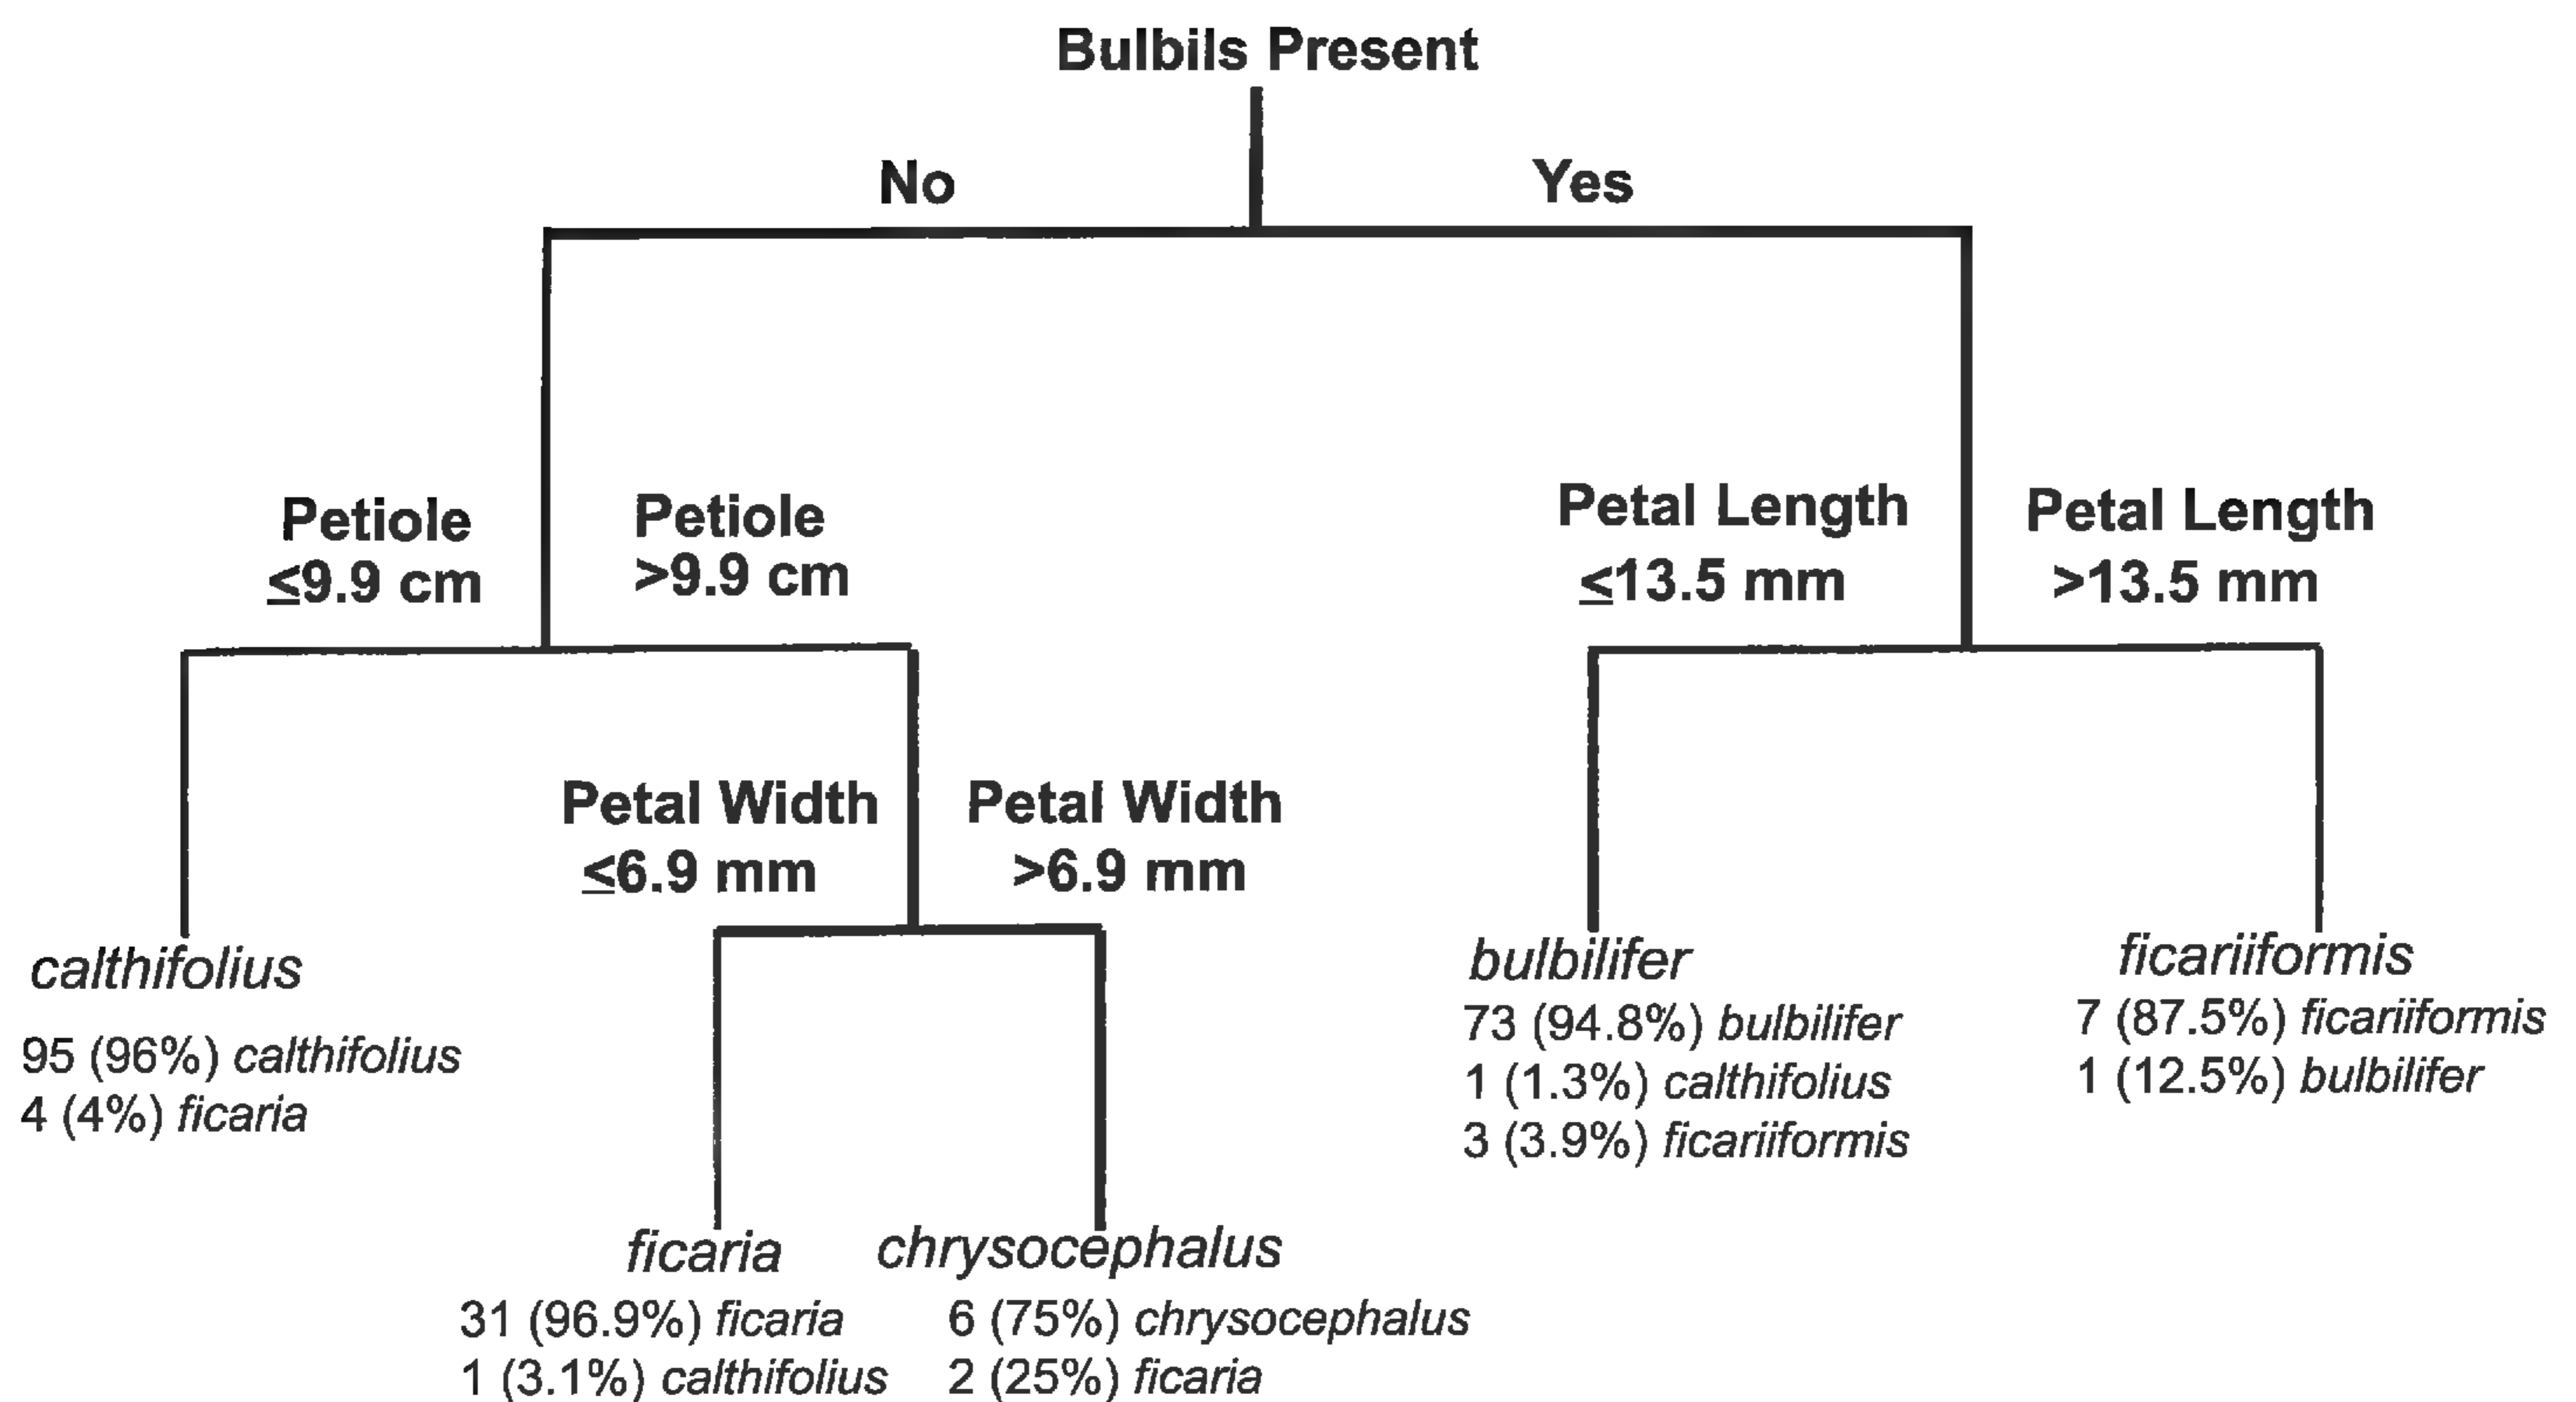 Bulbils Present
No
Yes
Petiole
≤9.9 cm
Petiole
>9.9 cm
Petal Length
≤13.5 mm
Petal Length
>13.5 mm
Petal Width
≤6.9 mm
Petal Width
>6.9 mm
calthifolius
95 (96%) calthifolius
4 (4%) ficaria
ficaria
31 (96.9%) ficaria
1 (3.1%) calthifolius
chrysocephalus
6 (75%) chrysocephalus
2 (25%) ficaria
bulbilifer
73 (94.8%) bulbilifer
1 (1.3%) calthifolius
3 (3.9%) ficariiformis
ficariiformis
7 (87.5%) ficariiformis
1 (12.5%) bulbilifer